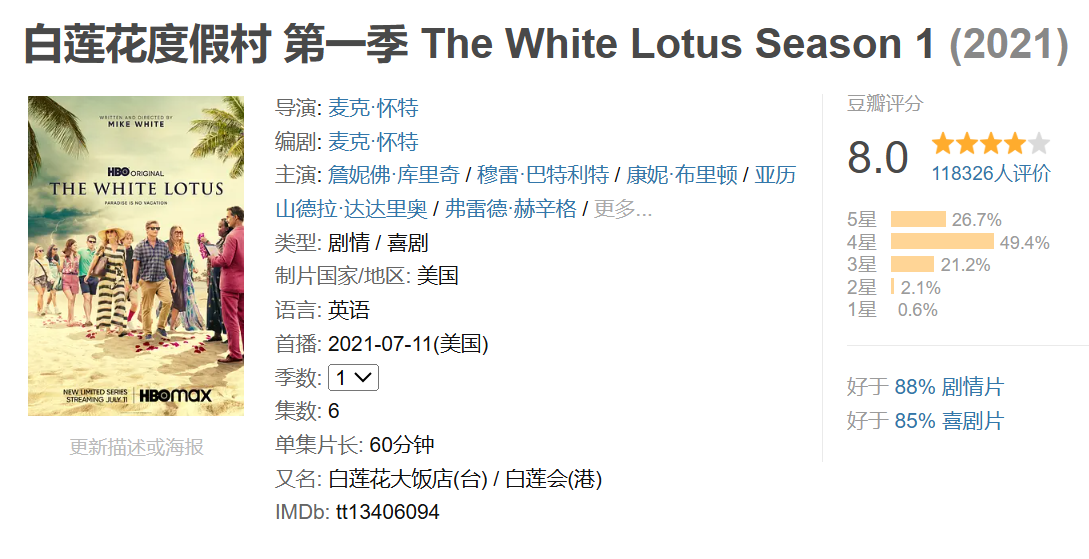 白莲花度假村 第一季 The White Lotus Season 1 (2021)
WRITTEN AND DIRECTED BY
MIKE WHITE
HBO ORIGINAL
THE WHITE LOTUS
PARADISE IS NO VACATION
NEW LIMITED SERIES
STREAMING JULY 11
HBOMAX
更新描述或海报
导演: 麦克·怀特
编剧: 麦克·怀特
主演: 詹妮佛·库里奇 / 穆雷·巴特利特 / 康妮·布里顿 / 亚历
山德拉·达达里奥 / 弗雷德·赫辛格 / 更多...
类型: 剧情 / 喜剧
制片国家/地区: 美国
语言: 英语
首播: 2021-07-11(美国)
季数: 1
集数: 6
单集片长: 60分钟
又名: 白莲花大饭店(台) / 白莲会(港)
IMDb: tt13406094
豆瓣评分
8.0
118326人评价
5星 26.7%
4星 49.4%
3星 21.2%
2星 2.1%
1星 0.6%
好于 88% 剧情片
好于 85% 喜剧片